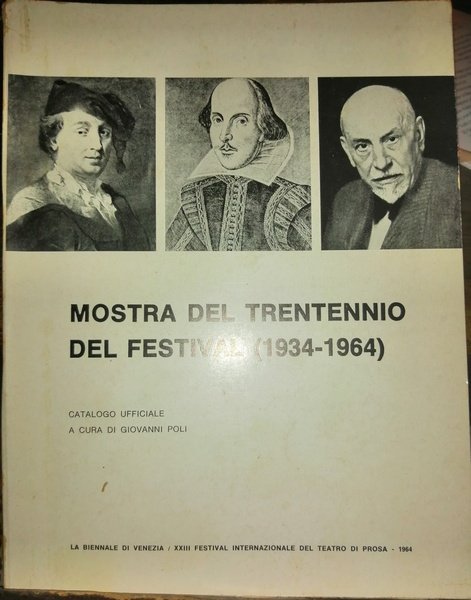 MOSTRA DEL TRENTENNIO
DEL FESTIVAL (1934-1964)
CATALOGO UFFICIALE
A CURA DI GIOVANNI POLI
LA BIENNALE DI VENEZIA / XXIII FESTIVAL INTERNAZIONALE DEL TEATRO DI PROSA - 1964